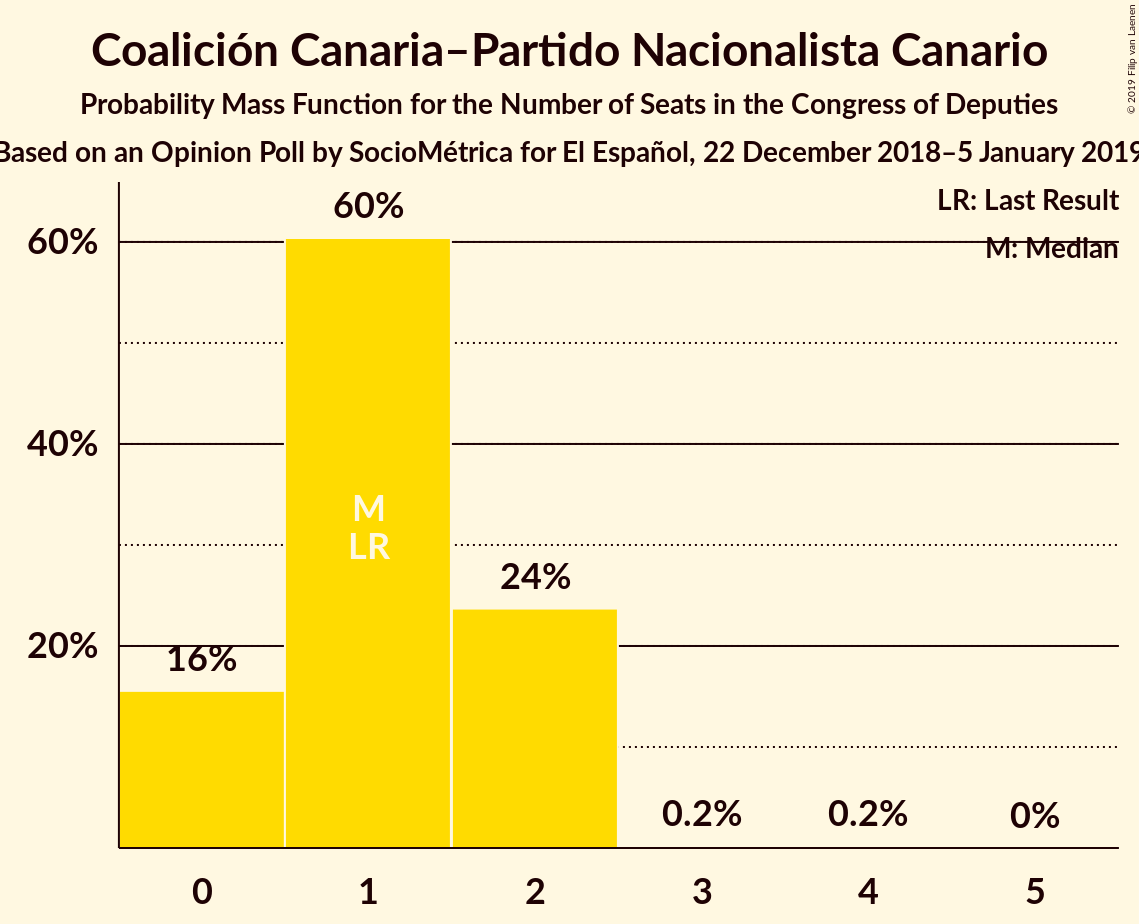 Coalición Canaria–Partido Nacionalista Canario
Probability Mass Function for the Number of Seats in the Congress of Deputies
Based on an Opinion Poll by SocioMétrica for El Español, 22 December 2018–5 January 2019
© 2019 Filip van Laenen
LR: Last Result
M: Median
60%
40%
20%
16%
60%
M
LR
24%
0.2%
0.2%
0%
0
1
2
3
4
5